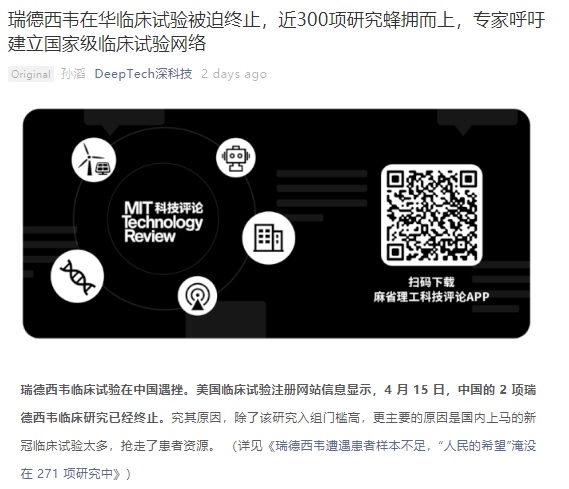 瑞德西韦在华临床试验被迫终止，近300项研究蜂拥而上，专家呼吁
建立国家级临床试验网络
Original 孙滔 DeepTech深科技 2 days ago
MIT 科技评论
Technology
Review
扫码下载
麻省理工科技评论APP
瑞德西韦临床试验在中国遇挫。美国临床试验注册网站信息显示，4 月 15 日，中国的 2 项瑞
德西韦临床研究已经终止。究其原因，除了该研究入组门槛高，更主要的原因是国内上马的新
冠临床试验太多，抢走了患者资源。 （详见《瑞德西韦遭遇患者样本不足，“人民的希望”淹没
在 271 项研究中》）